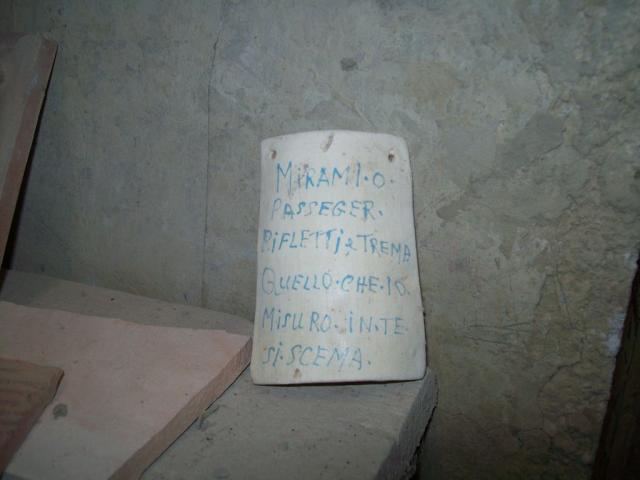 MiRAMI·O·
PASSEGER·
RiFLETTi,e,TREMA
QUELLO·CHE·IO·
MISURO·iN·TE·
Si·SCEMA·